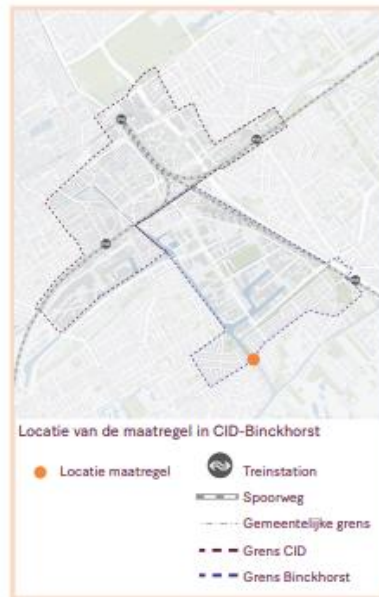 Locatie van de maatregel in CID-Binckhorst
Locatie maatregel
Treinstation
Spoorweg
Gemeentelijke grens
Grens CID
Grens Binckhorst